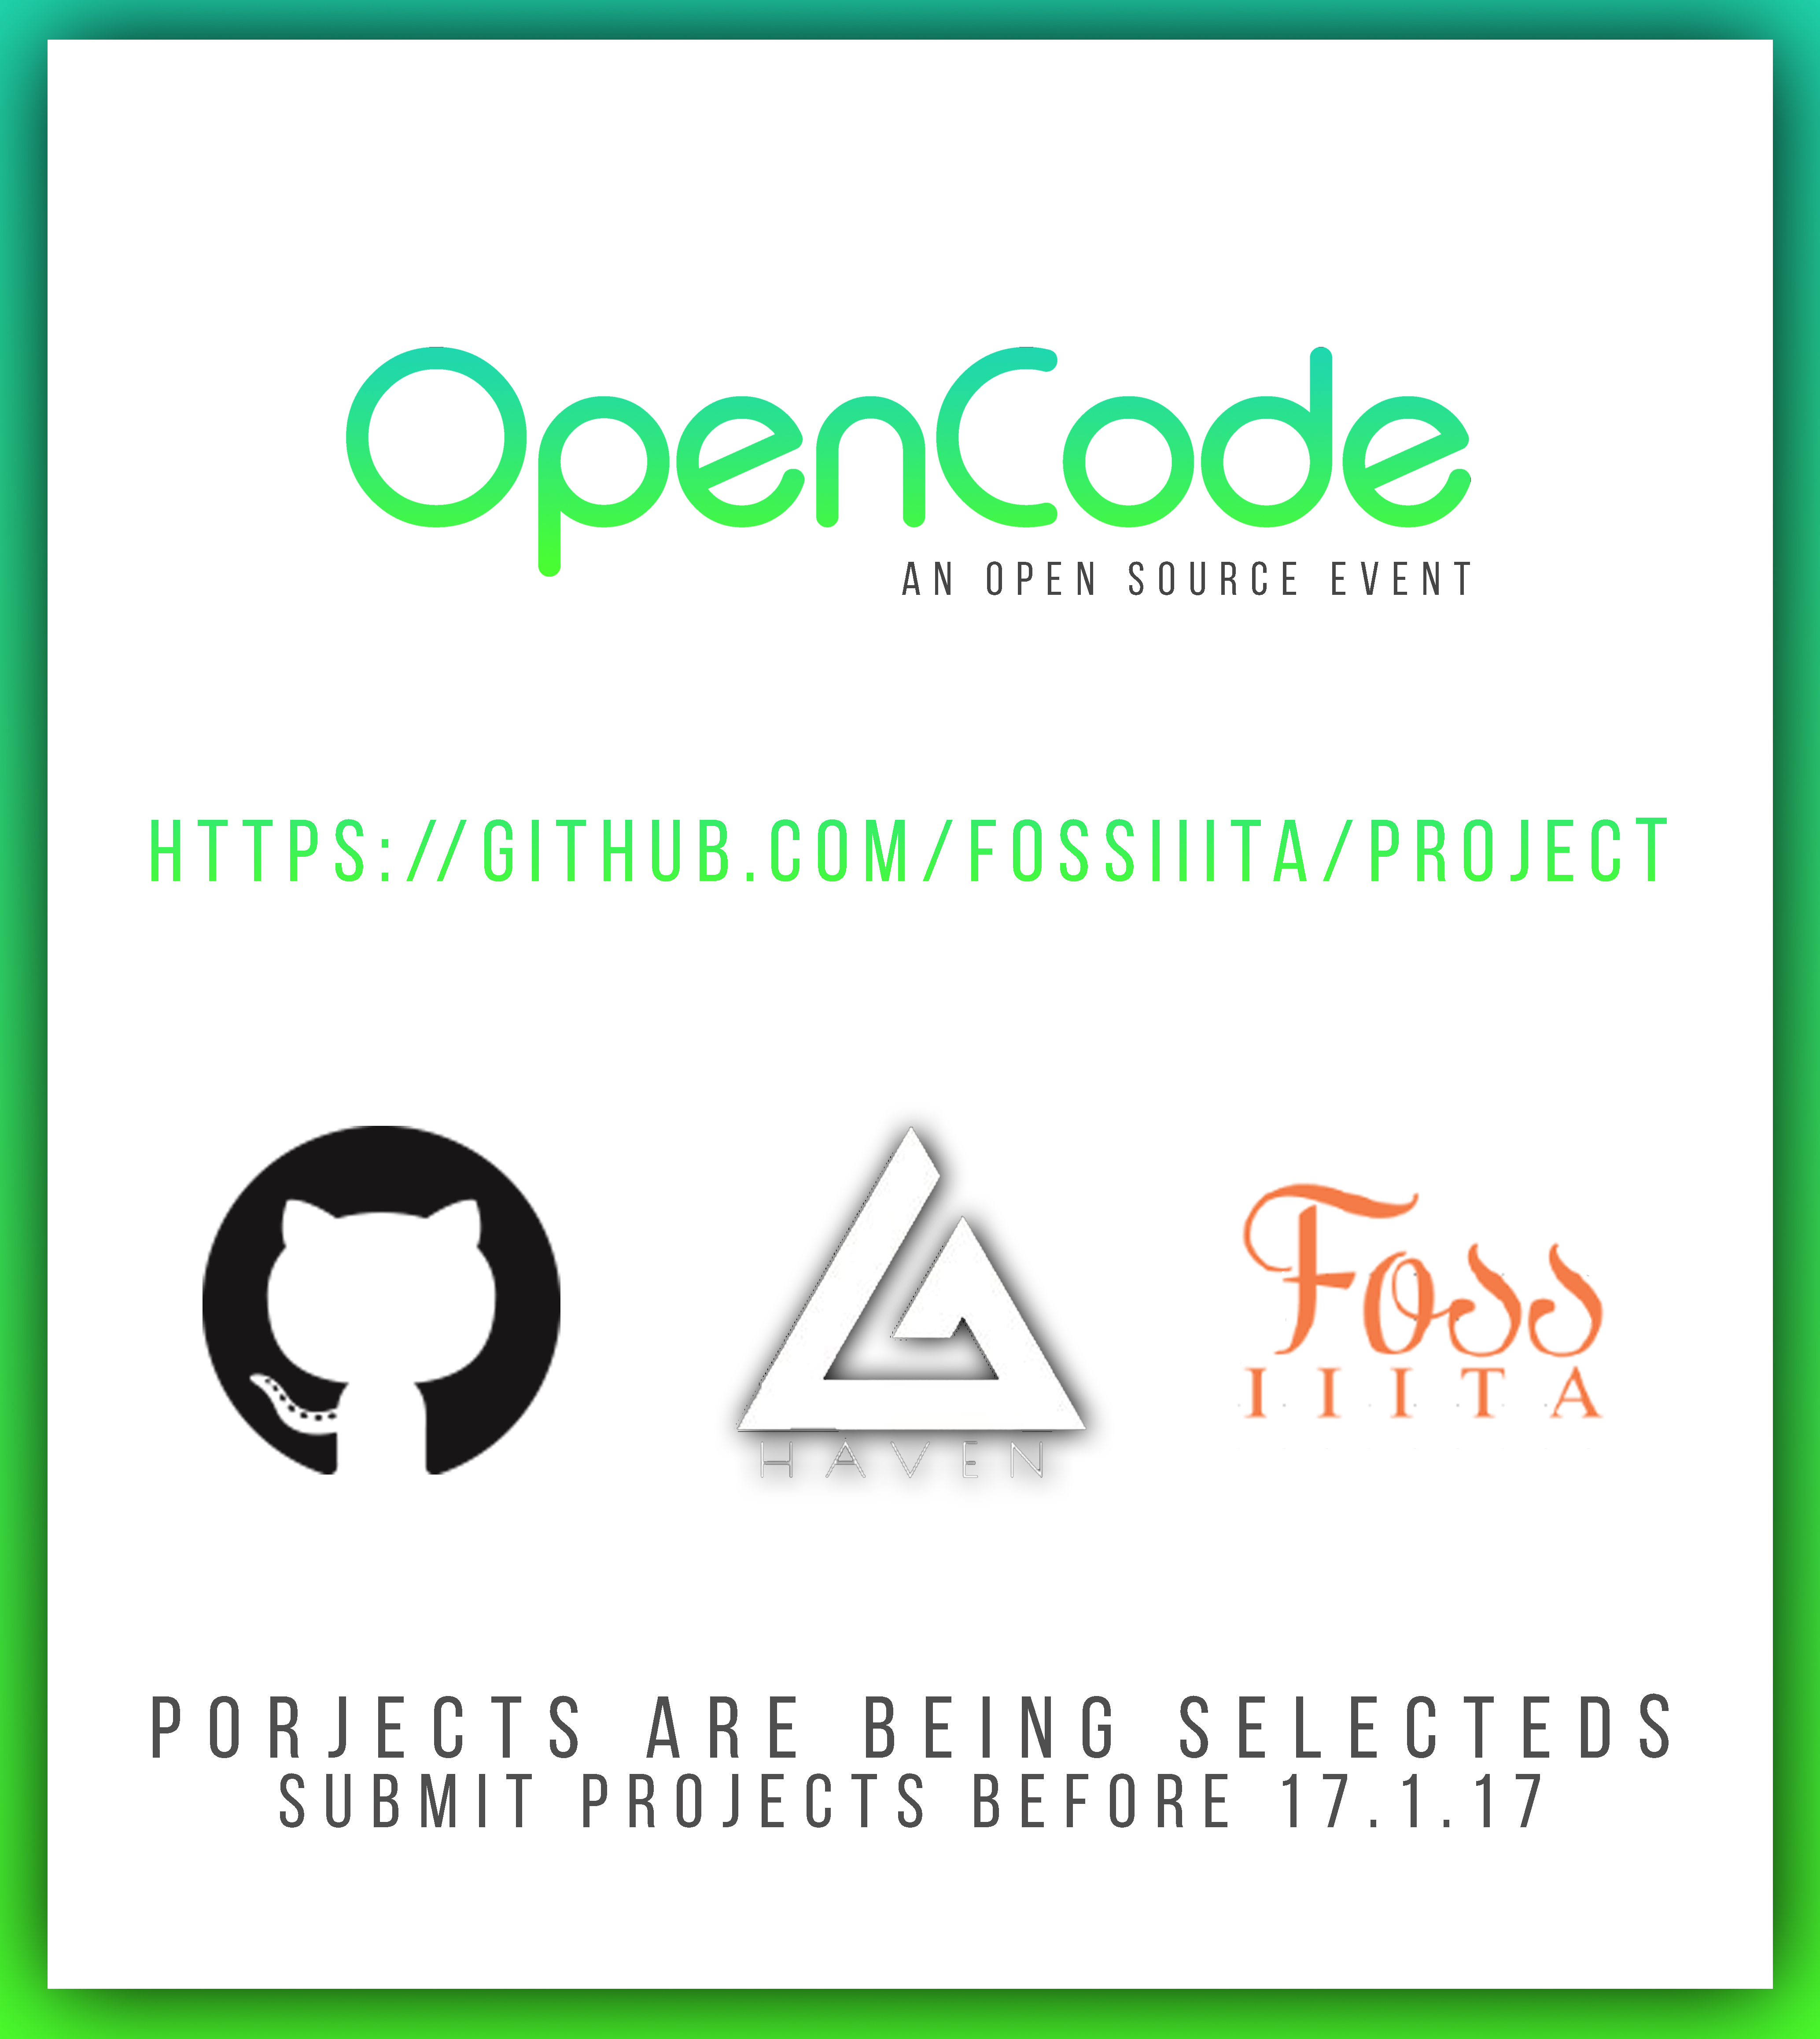 OpenCode
AN OPEN SOURCE EVENT
HTTPS://GITHUB.COM/FOSSIIITA/PROJECT
HAVEN
Foss
IIITA
PORJECTS ARE BEING SELECTEDS
SUBMIT PROJECTS BEFORE 17.1.17